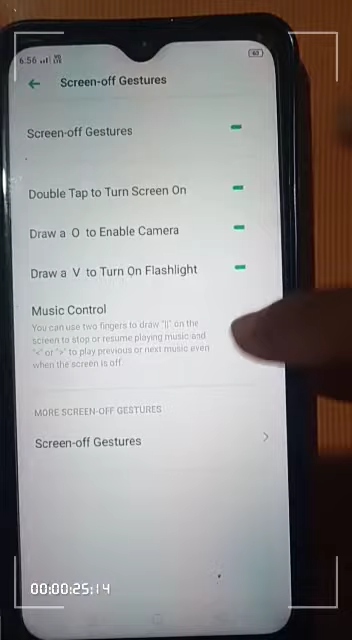 6:56
63
Screen-off Gestures
Screen-off Gestures
Double Tap to Turn Screen On
Draw a O to Enable Camera
Draw a V to Turn On Flashlight
Music Control
You can use two fingers to draw "||" on the
screen to stop or resume playing music and
"<" or ">" to play previous or next music even
when the screen is off.
MORE SCREEN-OFF GESTURES
Screen-off Gestures
00:00:25:14